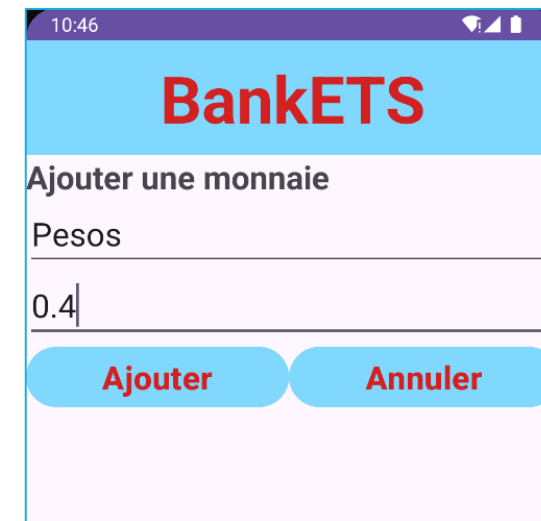 10:46
BankETS
Ajouter une monnaie
Pesos
0.4
Ajouter Annuler